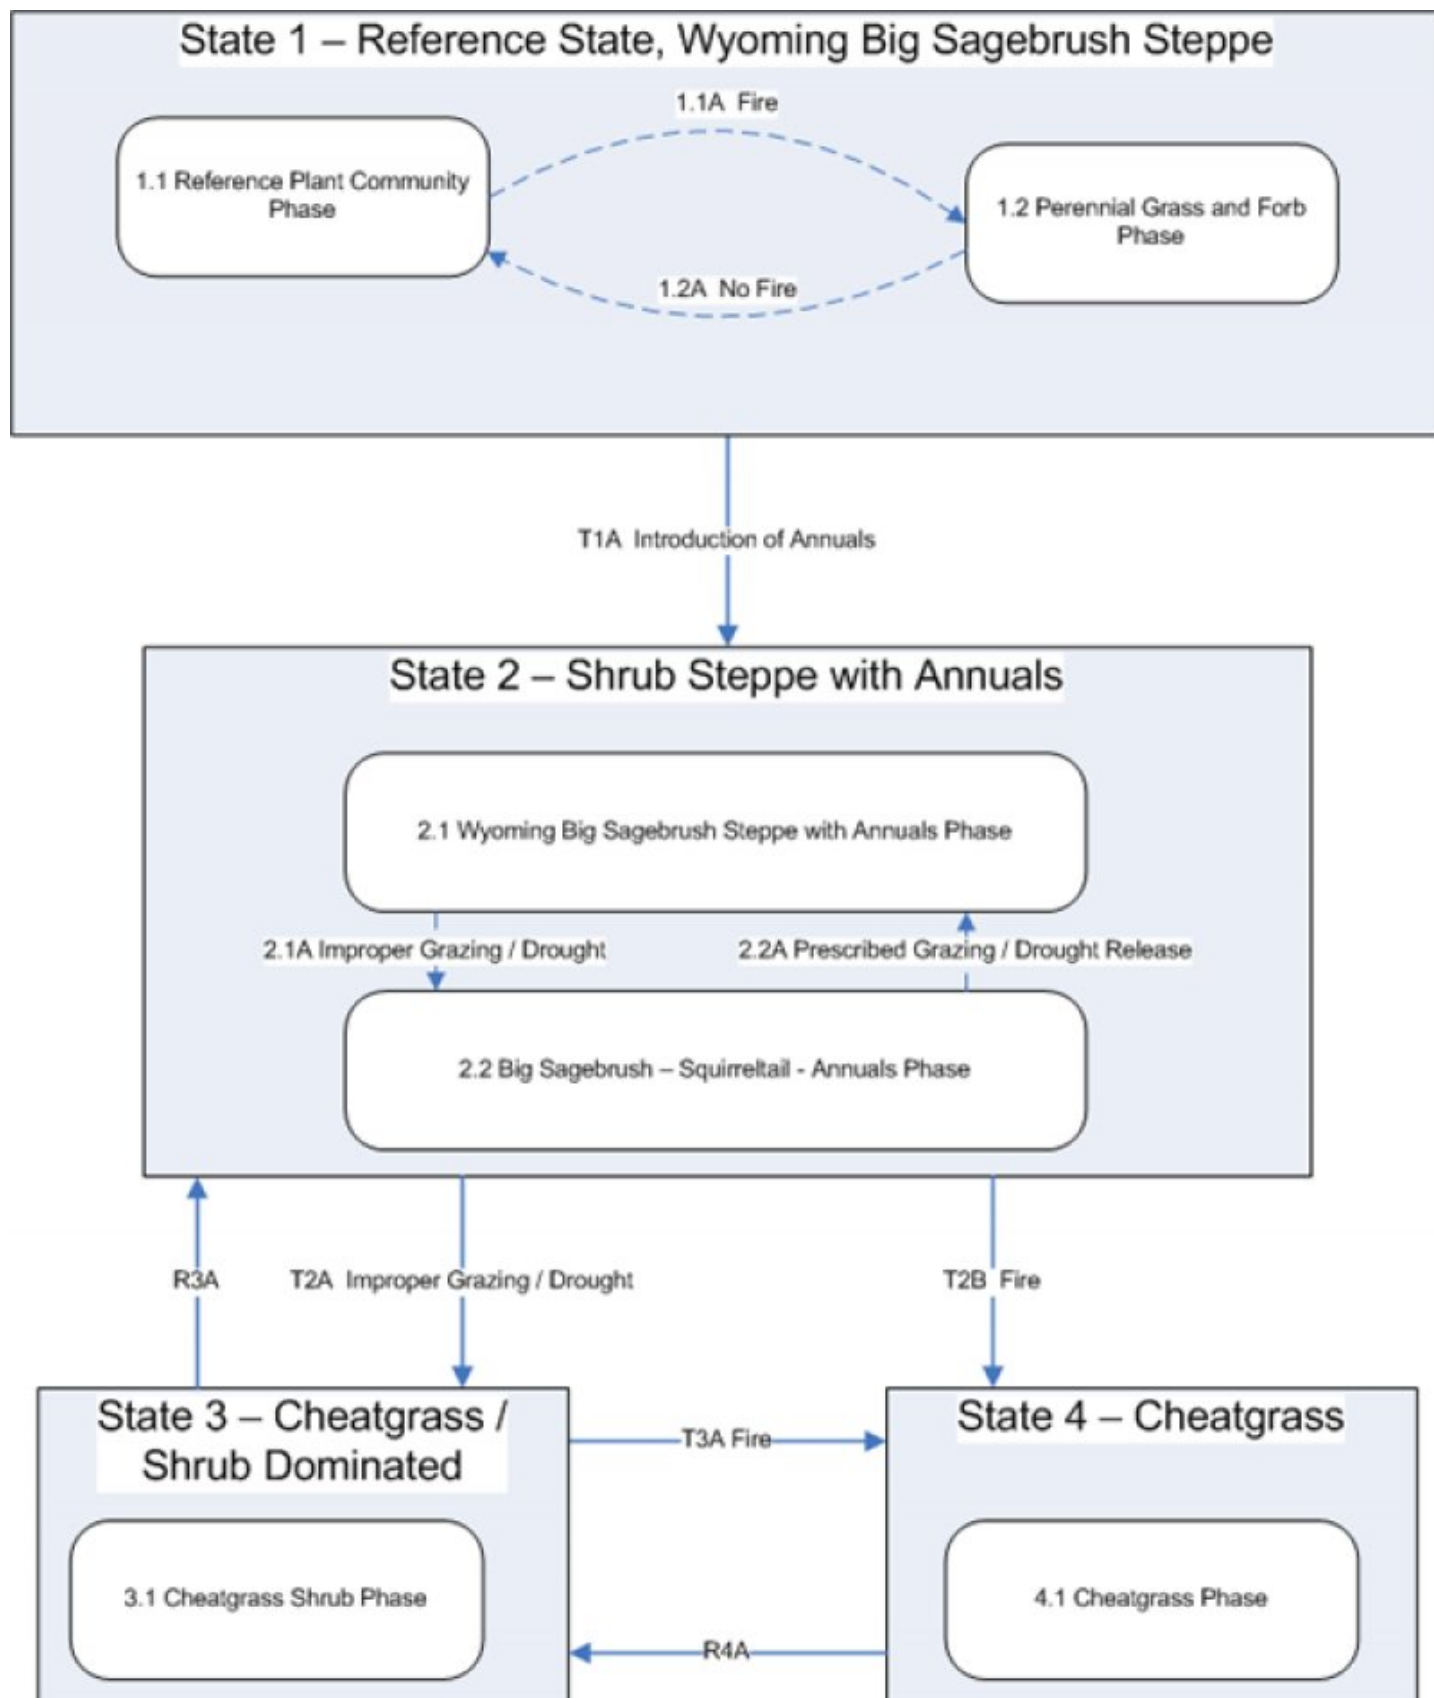 State 1 – Reference State, Wyoming Big Sagebrush Steppe
1.1A  Fire
1.1 Reference Plant Community
Phase
1.2 Perennial Grass and Forb
Phase
1.2A  No Fire
T1A  Introduction of Annuals
State 2 – Shrub Steppe with Annuals
2.1 Wyoming Big Sagebrush Steppe with Annuals Phase
2.1A Improper Grazing / Drought
2.2A Prescribed Grazing / Drought Release
2.2 Big Sagebrush – Squirreltail - Annuals Phase
R3A
T2A  Improper Grazing / Drought
T2B  Fire
State 3 – Cheatgrass /
Shrub Dominated
T3A Fire
State 4 – Cheatgrass
3.1 Cheatgrass Shrub Phase
4.1 Cheatgrass Phase
R4A